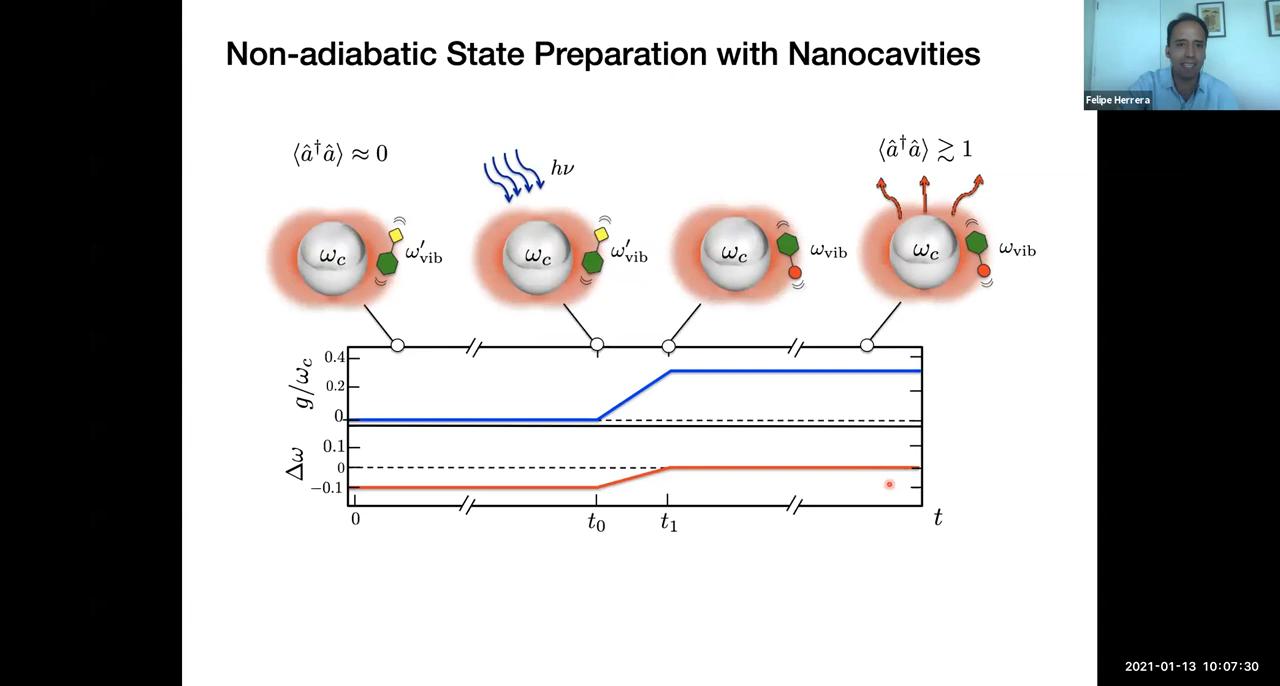 Non-adiabatic State Preparation with Nanocavities
Felipe Herrera
⟨â†â⟩ ≈ 0
hν
⟨â†â⟩ ≳ 1
ω_c
ω′_vib
ω_c
ω′_vib
ω_c
ω_vib
ω_c
ω_vib
g/ω_c
0.4
0.2
0
Δω
0.1
0
−0.1
0
t₀
t₁
t
2021-01-13 10:07:30